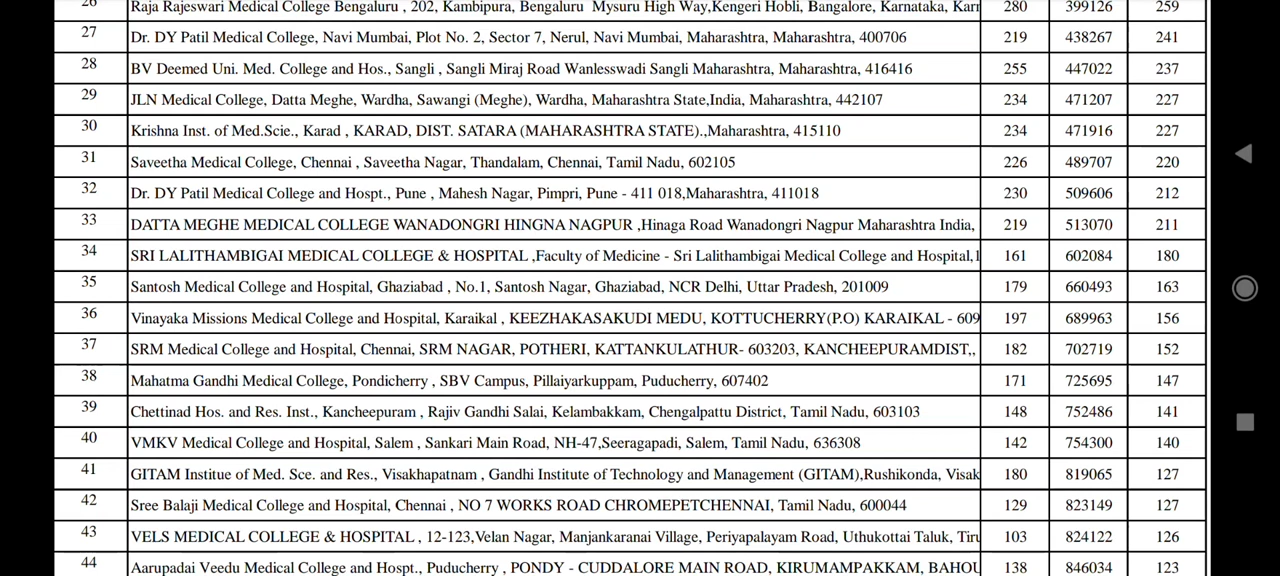 26 Raja Rajeswari Medical College Bengaluru , 202, Kambipura, Bengaluru Mysuru High Way,Kengeri Hobli, Bangalore, Karnataka, Karn 280 399126 259
27 Dr. DY Patil Medical College, Navi Mumbai, Plot No. 2, Sector 7, Nerul, Navi Mumbai, Maharashtra, Maharashtra, 400706 219 438267 241
28 BV Deemed Uni. Med. College and Hos., Sangli , Sangli Miraj Road Wanlesswadi Sangli Maharashtra, Maharashtra, 416416 255 447022 237
29 JLN Medical College, Datta Meghe, Wardha, Sawangi (Meghe), Wardha, Maharashtra State,India, Maharashtra, 442107 234 471207 227
30 Krishna Inst. of Med.Scie., Karad , KARAD, DIST. SATARA (MAHARASHTRA STATE).,Maharashtra, 415110 234 471916 227
31 Saveetha Medical College, Chennai , Saveetha Nagar, Thandalam, Chennai, Tamil Nadu, 602105 226 489707 220
32 Dr. DY Patil Medical College and Hospt., Pune , Mahesh Nagar, Pimpri, Pune - 411 018,Maharashtra, 411018 230 509606 212
33 DATTA MEGHE MEDICAL COLLEGE WANADONGRI HINGNA NAGPUR ,Hinaga Road Wanadongri Nagpur Maharashtra India, 219 513070 211
34 SRI LALITHAMBIGAI MEDICAL COLLEGE & HOSPITAL ,Faculty of Medicine - Sri Lalithambigai Medical College and Hospital,1 161 602084 180
35 Santosh Medical College and Hospital, Ghaziabad , No.1, Santosh Nagar, Ghaziabad, NCR Delhi, Uttar Pradesh, 201009 179 660493 163
36 Vinayaka Missions Medical College and Hospital, Karaikal , KEEZHAKASAKUDI MEDU, KOTTUCHERRY(P.O) KARAIKAL - 609 197 689963 156
37 SRM Medical College and Hospital, Chennai, SRM NAGAR, POTHERI, KATTANKULATHUR- 603203, KANCHEEPURAMDIST,, 182 702719 152
38 Mahatma Gandhi Medical College, Pondicherry , SBV Campus, Pillaiyarkuppam, Puducherry, 607402 171 725695 147
39 Chettinad Hos. and Res. Inst., Kancheepuram , Rajiv Gandhi Salai, Kelambakkam, Chengalpattu District, Tamil Nadu, 603103 148 752486 141
40 VMKV Medical College and Hospital, Salem , Sankari Main Road, NH-47,Seeragapadi, Salem, Tamil Nadu, 636308 142 754300 140
41 GITAM Institue of Med. Sce. and Res., Visakhapatnam , Gandhi Institute of Technology and Management (GITAM),Rushikonda, Visak 180 819065 127
42 Sree Balaji Medical College and Hospital, Chennai , NO 7 WORKS ROAD CHROMEPETCHENNAI, Tamil Nadu, 600044 129 823149 127
43 VELS MEDICAL COLLEGE & HOSPITAL , 12-123,Velan Nagar, Manjankaranai Village, Periyapalayam Road, Uthukottai Taluk, Tiru 103 824122 126
44 Aarupadai Veedu Medical College and Hospt., Puducherry , PONDY - CUDDALORE MAIN ROAD, KIRUMAMPAKKAM, BAHOU 138 846034 123